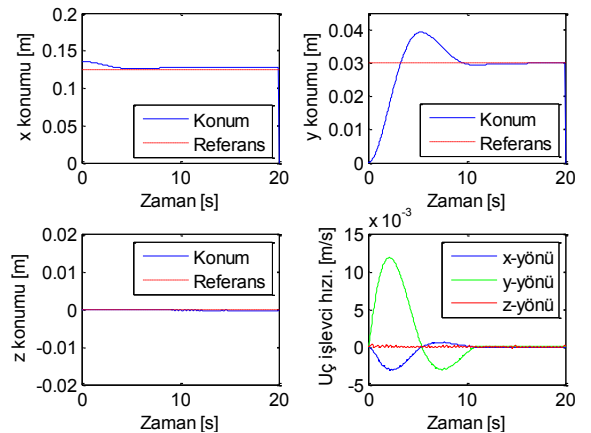 x konumu [m]
0.2
0.15
0.1
0.05
0
Konum
Referans
0 10 20
Zaman [s]
y konumu [m]
0.04
0.03
0.02
0.01
0
Konum
Referans
0 10 20
Zaman [s]
z konumu [m]
0.02
0.01
0
-0.01
-0.02
Konum
Referans
0 10 20
Zaman [s]
Uç işlevci hızı. [m/s]
x 10⁻³
15
10
5
0
-5
x-yönü.
y-yönü
z-yönü
0 10 20
Zaman [s]